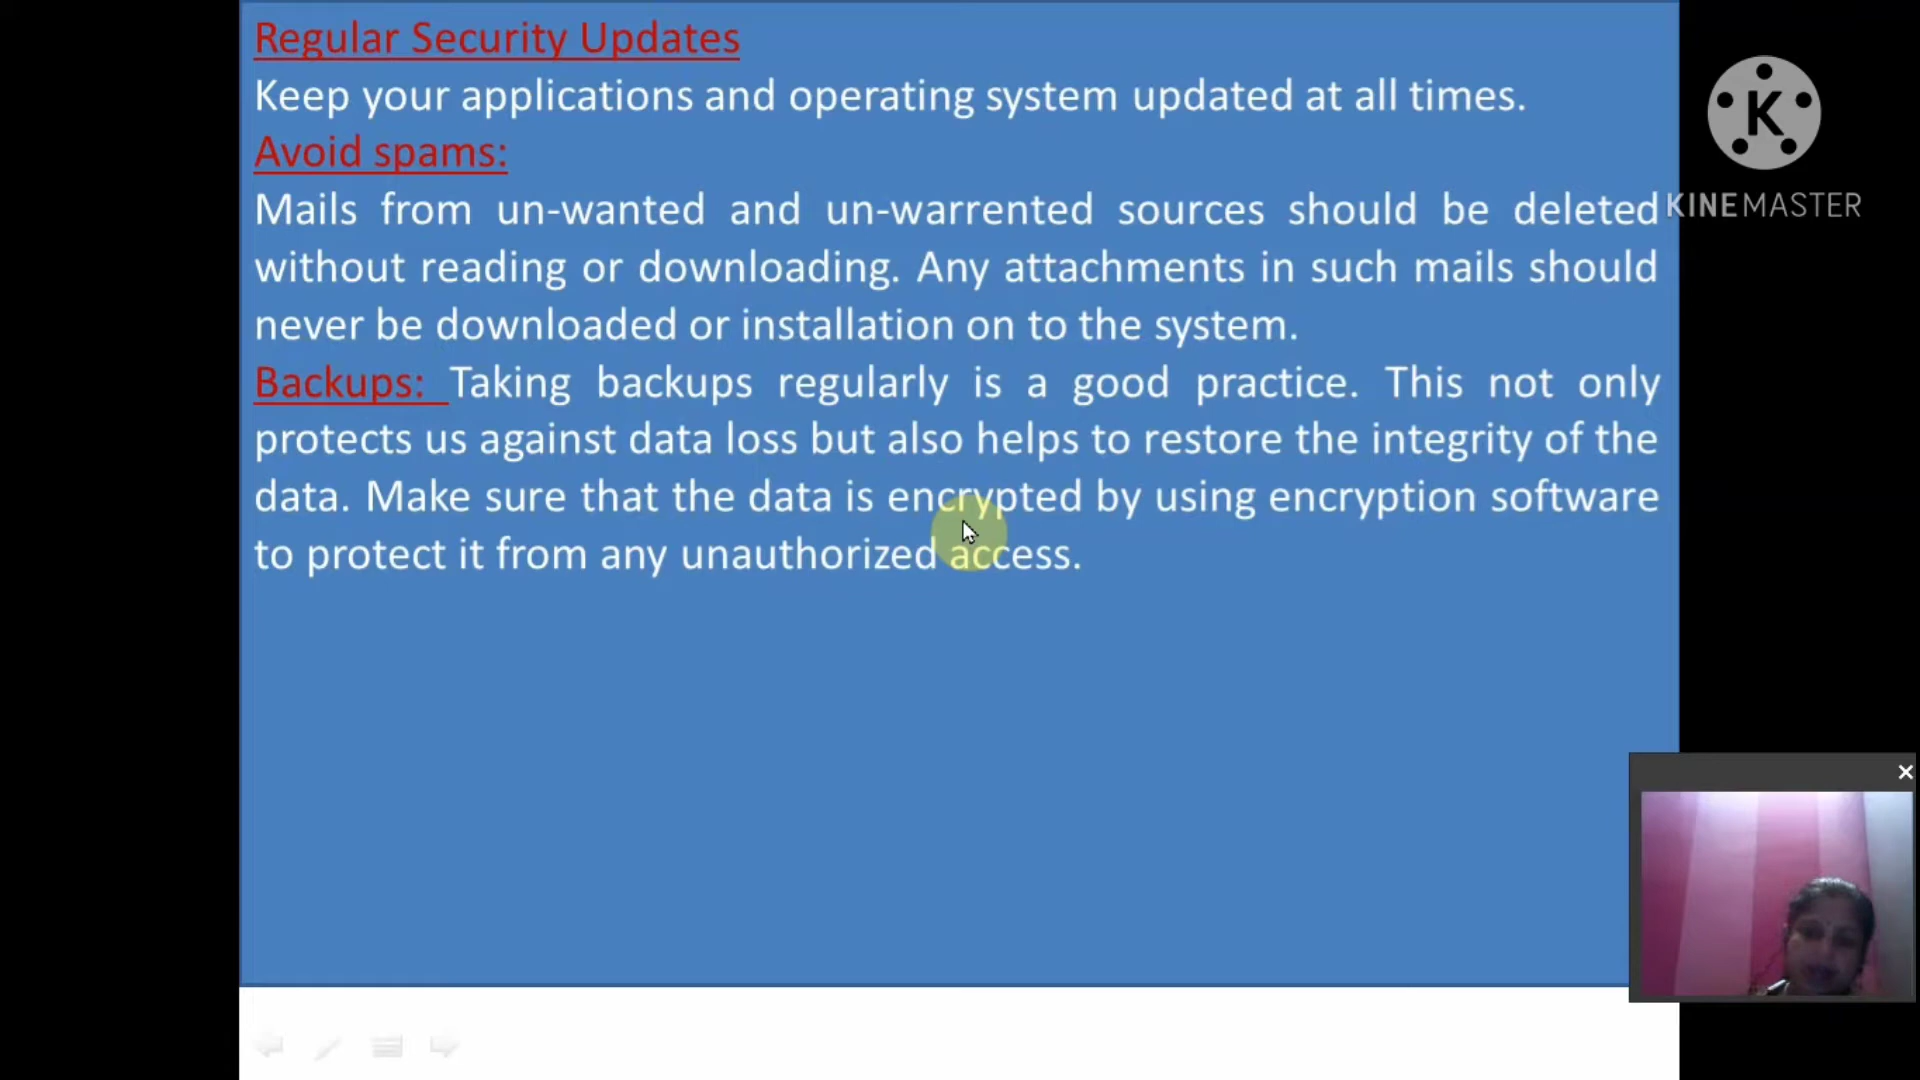 Regular Security Updates
Keep your applications and operating system updated at all times.
Avoid spams:
Mails from un-wanted and un-warrented sources should be deleted
without reading or downloading. Any attachments in such mails should
never be downloaded or installation on to the system.
Backups: Taking backups regularly is a good practice. This not only
protects us against data loss but also helps to restore the integrity of the
data. Make sure that the data is encrypted by using encryption software
to protect it from any unauthorized access.
K
KINEMASTER